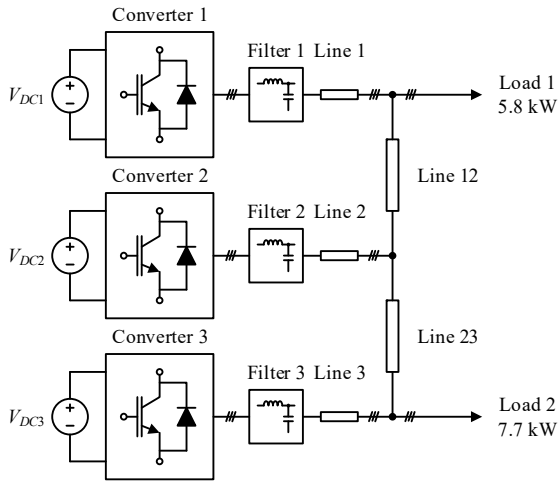 Converter 1
Filter 1 Line 1
V_DC1
Load 1
5.8 kW
Line 12
Converter 2
Filter 2 Line 2
V_DC2
Line 23
Converter 3
Filter 3 Line 3
V_DC3
Load 2
7.7 kW